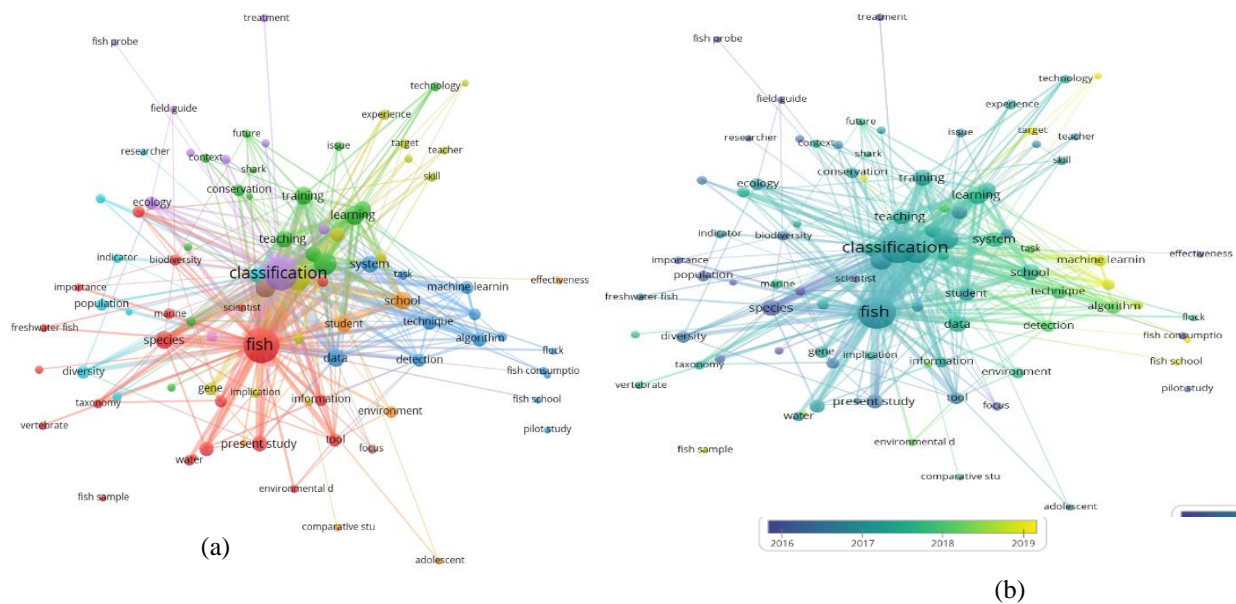 treatment
fish probe
technology
field guide
experience
future
issue
target
researcher
context
teacher
shark
skill
conservation
training
ecology
learning
teaching
indicator
biodiversity
system
classification
task
effectiveness
importance
machine learnin
population
school
scientist
marine
student
technique
freshwater fish
algorithm
species
fish
flock
data
detection
diversity
fish consumptio
gene
implication
information
fish school
taxonomy
environment
vertebrate
present study
tool
pilot study
focus
water
fish sample
environmental d
comparative stu
adolescent
(a)
treatment
fish probe
technology
field guide
experience
future
issue
target
researcher
context
teacher
skill
shark
conservation
training
ecology
learning
teaching
indicator
biodiversity
system
classification
task
effectiveness
importance
machine learnin
population
scientist
school
marine
technique
student
species
algorithm
fish
flock
data
detection
diversity
fish consumptio
gene
implication
information
fish school
taxonomy
environment
vertebrate
pilot study
present study
tool
focus
water
environmental d
fish sample
comparative stu
adolescent
2016
2017
2018
2019
(b)